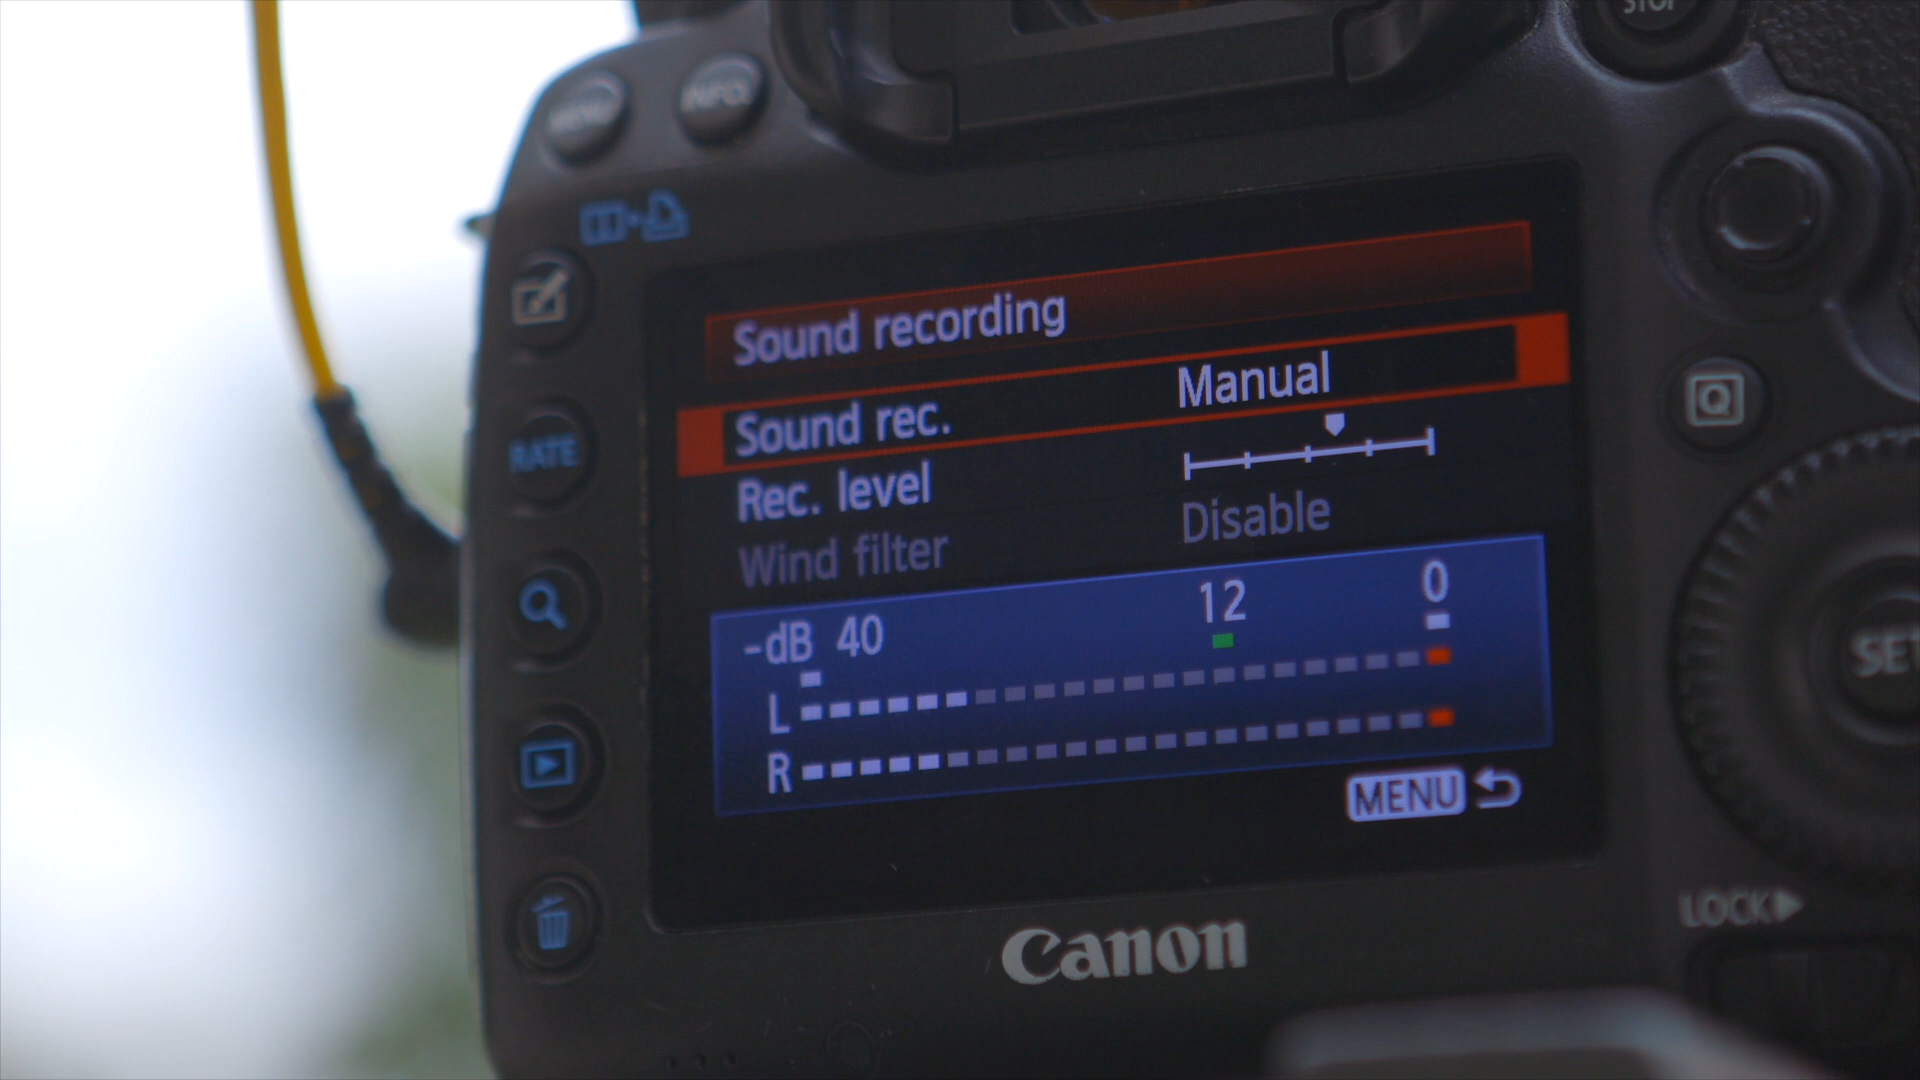 STOP
MENU
INFO.
Sound recording
Sound rec. Manual
Rec. level
Wind filter Disable
-dB 40 12 0
L
R
MENU
RATE
Q
SET
LOCK
Canon